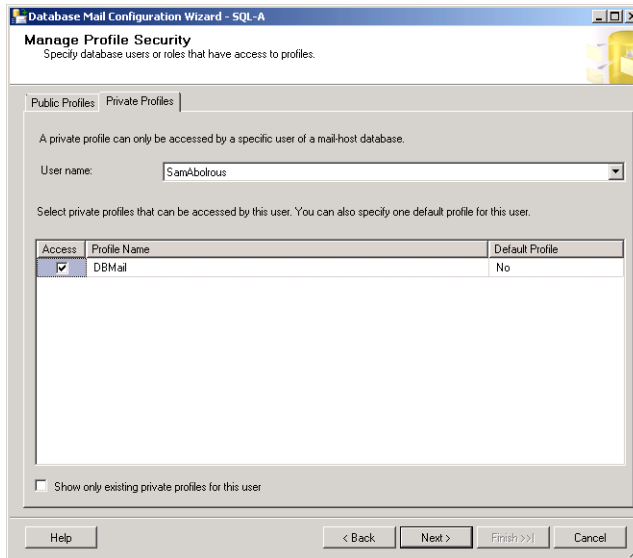 Database Mail Configuration Wizard - SQL-A
Manage Profile Security
Specify database users or roles that have access to profiles.
Public Profiles Private Profiles
A private profile can only be accessed by a specific user of a mail-host database.
User name: SamAbolrous
Select private profiles that can be accessed by this user. You can also specify one default profile for this user.
Access Profile Name Default Profile
DBMail No
Show only existing private profiles for this user
Help < Back Next > Finish >>| Cancel